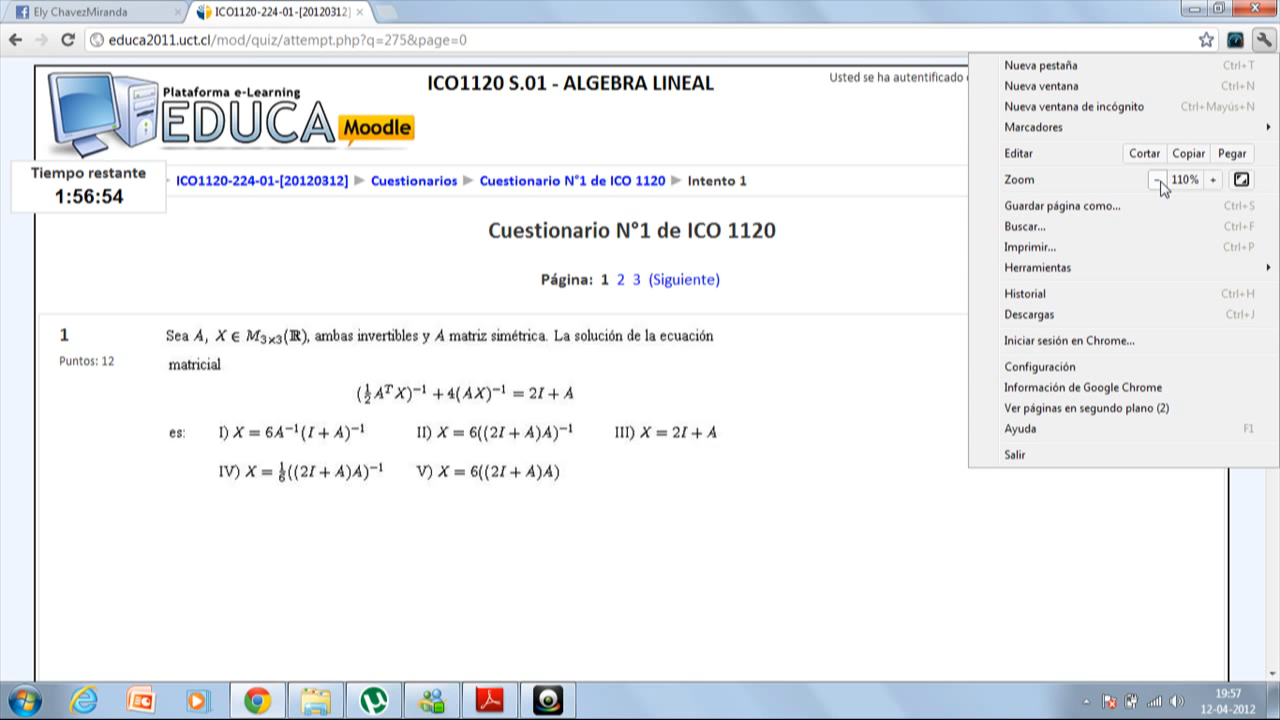 Ely ChavezMiranda
ICO1120-224-01-[20120312]
educa2011.uct.cl/mod/quiz/attempt.php?q=275&page=0
Plataforma e-Learning
EDUCA Moodle
ICO1120 S.01 - ALGEBRA LINEAL
Usted se ha autentificado
Tiempo restante
1:56:54
ICO1120-224-01-[20120312] ► Cuestionarios ► Cuestionario N°1 de ICO 1120 ► Intento 1
Cuestionario N°1 de ICO 1120
Página: 1 2 3 (Siguiente)
1
Puntos: 12
Sea A, X ∈ M₃ₓ₃(ℝ), ambas invertibles y A matriz simétrica. La solución de la ecuación
matricial
(½AᵀX)⁻¹ + 4(AX)⁻¹ = 2I + A
es: I) X = 6A⁻¹(I + A)⁻¹ II) X = 6((2I + A)A)⁻¹ III) X = 2I + A
IV) X = ⅙((2I + A)A)⁻¹ V) X = 6((2I + A)A)
Nueva pestaña Ctrl+T
Nueva ventana Ctrl+N
Nueva ventana de incógnito Ctrl+Mayús+N
Marcadores
Editar Cortar Copiar Pegar
Zoom - 110% +
Guardar página como... Ctrl+S
Buscar... Ctrl+F
Imprimir... Ctrl+P
Herramientas
Historial Ctrl+H
Descargas Ctrl+J
Iniciar sesión en Chrome...
Configuración
Información de Google Chrome
Ver páginas en segundo plano (2)
Ayuda F1
Salir
19:57
12-04-2012